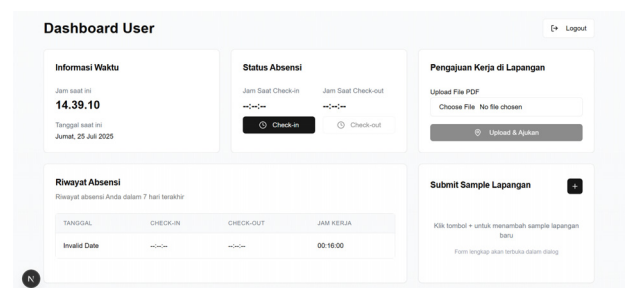 Dashboard User
Logout
Informasi Waktu
Jam saat ini
14.39.10
Tanggal saat ini
Jumat, 25 Juli 2025
Status Absensi
Jam Saat Check-in
Jam Saat Check-out
--:--:--
--:--:--
Check-in
Check-out
Pengajuan Kerja di Lapangan
Upload File PDF
Choose File No file chosen
Upload & Ajukan
Riwayat Absensi
Riwayat absensi Anda dalam 7 hari terakhir
TANGGAL CHECK-IN CHECK-OUT JAM KERJA
Invalid Date --:--:-- --:--:-- 00:16:00
Submit Sample Lapangan
+
Klik tombol + untuk menambah sample lapangan
baru
Form lengkap akan terbuka dalam dialog
N